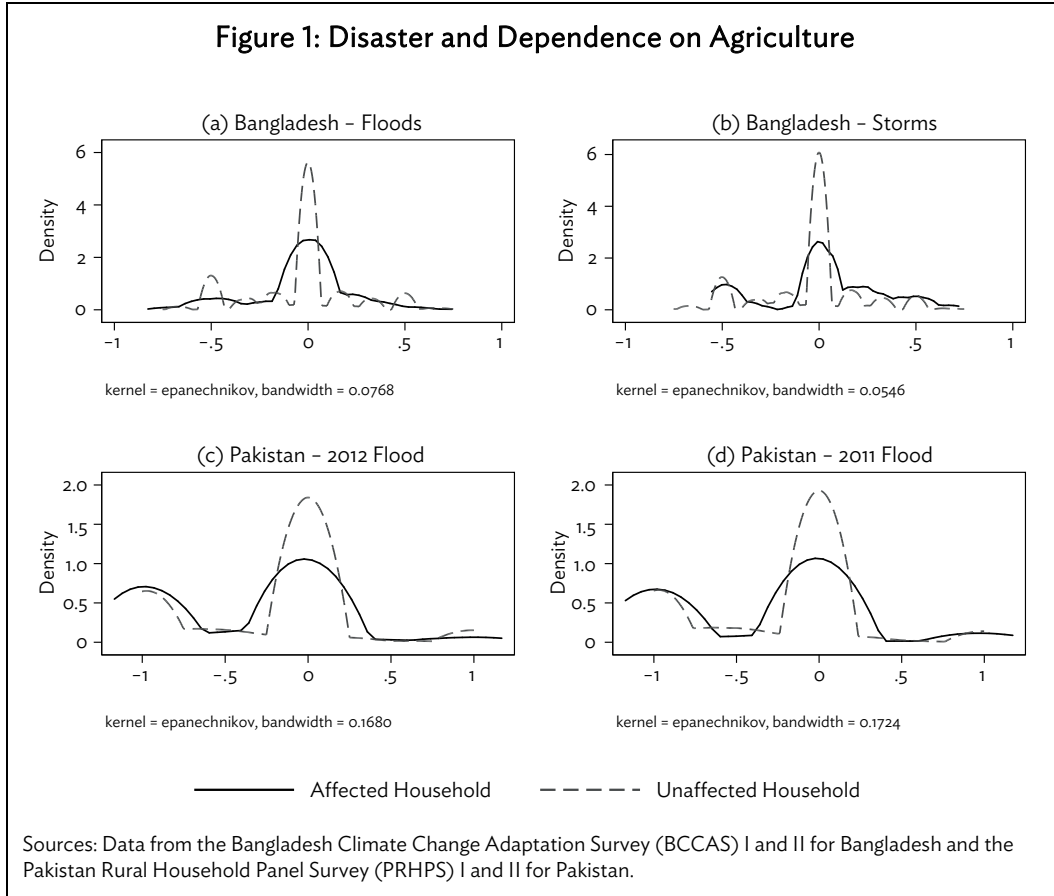 Figure 1: Disaster and Dependence on Agriculture
(a) Bangladesh – Floods
6
4
2
0
Density
–1
–.5
0
.5
1
kernel = epanechnikov, bandwidth = 0.0768
(b) Bangladesh – Storms
6
4
2
0
Density
–1
–.5
0
.5
1
kernel = epanechnikov, bandwidth = 0.0546
(c) Pakistan – 2012 Flood
2.0
1.5
1.0
0.5
0
Density
–1
–.5
0
.5
1
kernel = epanechnikov, bandwidth = 0.1680
(d) Pakistan – 2011 Flood
2.0
1.5
1.0
0.5
0
Density
–1
–.5
0
.5
1
kernel = epanechnikov, bandwidth = 0.1724
Affected Household
Unaffected Household
Sources: Data from the Bangladesh Climate Change Adaptation Survey (BCCAS) I and II for Bangladesh and the
Pakistan Rural Household Panel Survey (PRHPS) I and II for Pakistan.